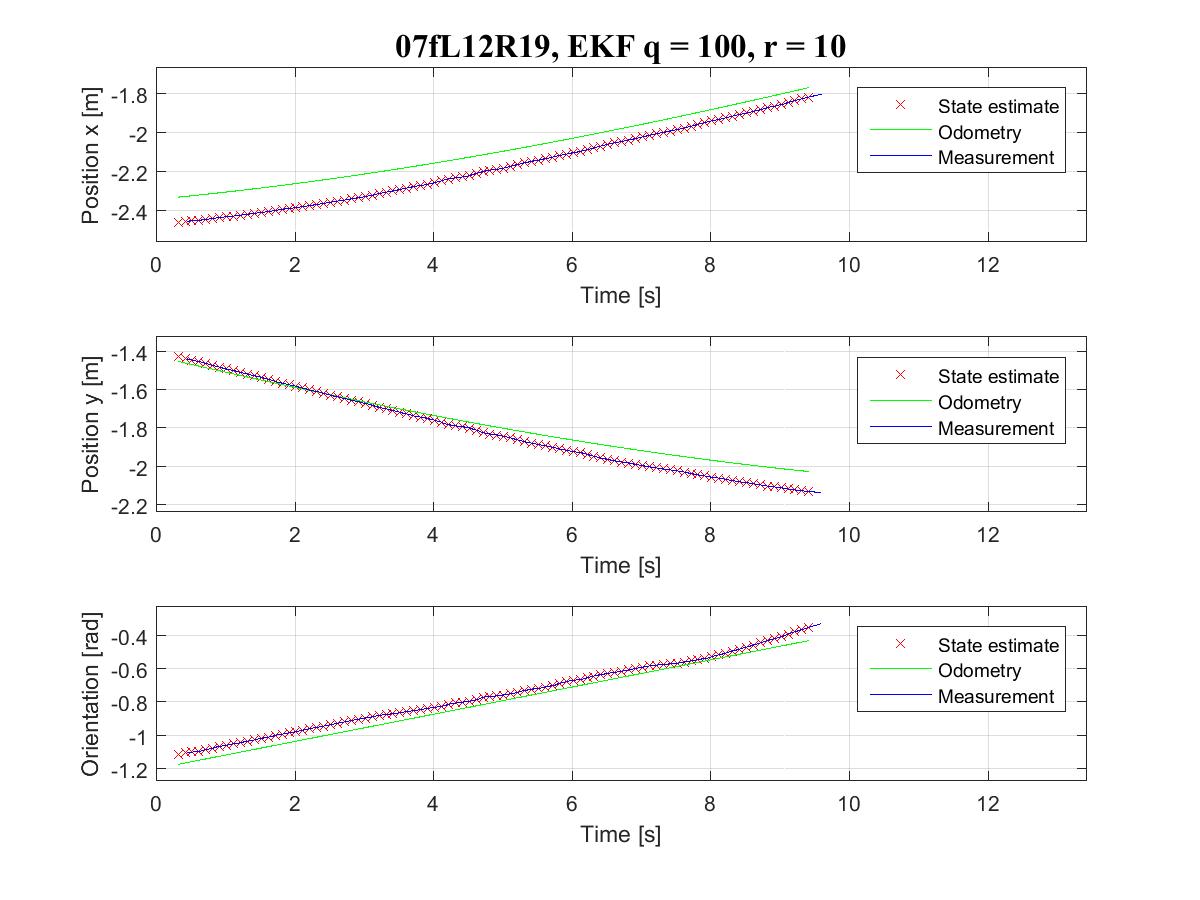 07fL12R19, EKF q = 100, r = 10
Position x [m]
-1.8
-2
-2.2
-2.4
0 2 4 6 8 10 12
Time [s]
State estimate
Odometry
Measurement
Position y [m]
-1.4
-1.6
-1.8
-2
-2.2
0 2 4 6 8 10 12
Time [s]
State estimate
Odometry
Measurement
Orientation [rad]
-0.4
-0.6
-0.8
-1
-1.2
0 2 4 6 8 10 12
Time [s]
State estimate
Odometry
Measurement